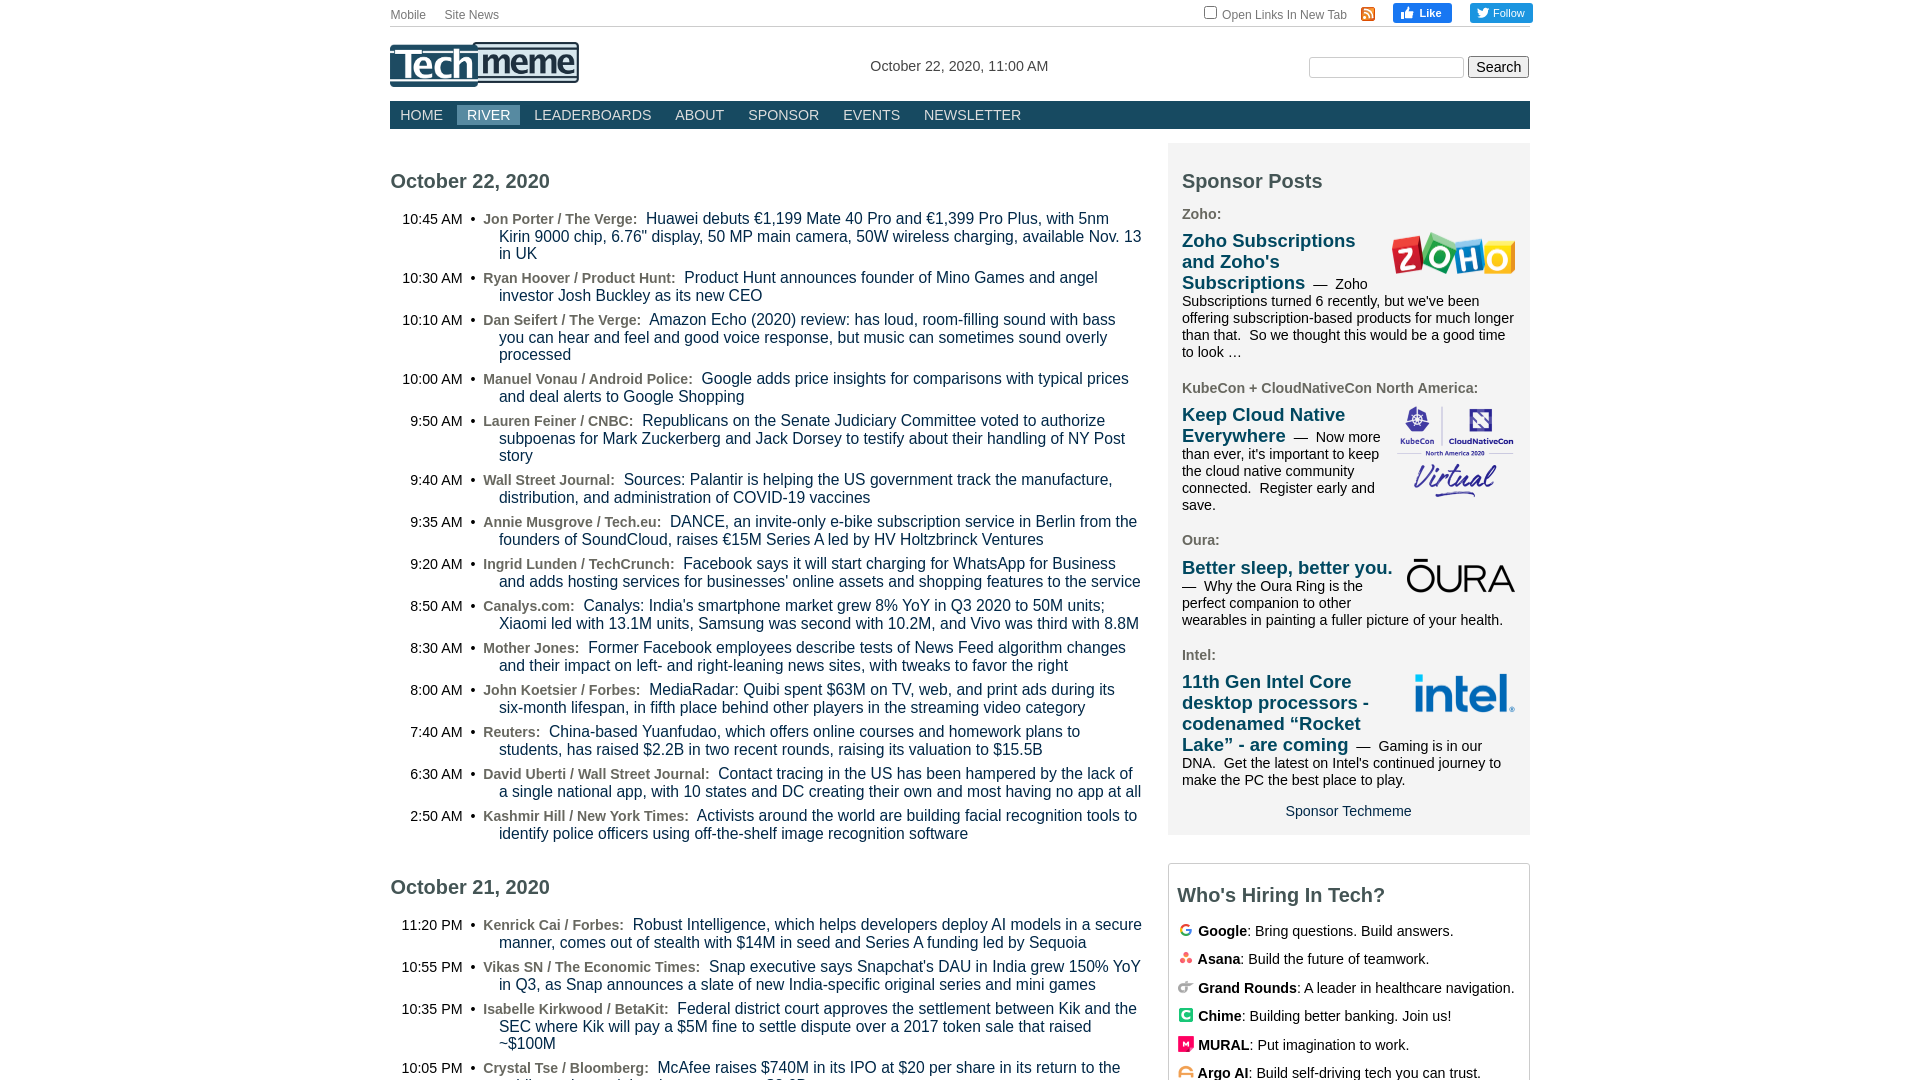 Mobile Site News Open Links In New Tab Like Follow
Techmeme October 22, 2020, 11:00 AM Search
HOME RIVER LEADERBOARDS ABOUT SPONSOR EVENTS NEWSLETTER
October 22, 2020
10:45 AM • Jon Porter / The Verge: Huawei debuts €1,199 Mate 40 Pro and €1,399 Pro Plus, with 5nm
Kirin 9000 chip, 6.76" display, 50 MP main camera, 50W wireless charging, available Nov. 13
in UK
10:30 AM • Ryan Hoover / Product Hunt: Product Hunt announces founder of Mino Games and angel
investor Josh Buckley as its new CEO
10:10 AM • Dan Seifert / The Verge: Amazon Echo (2020) review: has loud, room-filling sound with bass
you can hear and feel and good voice response, but music can sometimes sound overly
processed
10:00 AM • Manuel Vonau / Android Police: Google adds price insights for comparisons with typical prices
and deal alerts to Google Shopping
9:50 AM • Lauren Feiner / CNBC: Republicans on the Senate Judiciary Committee voted to authorize
subpoenas for Mark Zuckerberg and Jack Dorsey to testify about their handling of NY Post
story
9:40 AM • Wall Street Journal: Sources: Palantir is helping the US government track the manufacture,
distribution, and administration of COVID-19 vaccines
9:35 AM • Annie Musgrove / Tech.eu: DANCE, an invite-only e-bike subscription service in Berlin from the
founders of SoundCloud, raises €15M Series A led by HV Holtzbrinck Ventures
9:20 AM • Ingrid Lunden / TechCrunch: Facebook says it will start charging for WhatsApp for Business
and adds hosting services for businesses' online assets and shopping features to the service
8:50 AM • Canalys.com: Canalys: India's smartphone market grew 8% YoY in Q3 2020 to 50M units;
Xiaomi led with 13.1M units, Samsung was second with 10.2M, and Vivo was third with 8.8M
8:30 AM • Mother Jones: Former Facebook employees describe tests of News Feed algorithm changes
and their impact on left- and right-leaning news sites, with tweaks to favor the right
8:00 AM • John Koetsier / Forbes: MediaRadar: Quibi spent $63M on TV, web, and print ads during its
six-month lifespan, in fifth place behind other players in the streaming video category
7:40 AM • Reuters: China-based Yuanfudao, which offers online courses and homework plans to
students, has raised $2.2B in two recent rounds, raising its valuation to $15.5B
6:30 AM • David Uberti / Wall Street Journal: Contact tracing in the US has been hampered by the lack of
a single national app, with 10 states and DC creating their own and most having no app at all
2:50 AM • Kashmir Hill / New York Times: Activists around the world are building facial recognition tools to
identify police officers using off-the-shelf image recognition software
October 21, 2020
11:20 PM • Kenrick Cai / Forbes: Robust Intelligence, which helps developers deploy AI models in a secure
manner, comes out of stealth with $14M in seed and Series A funding led by Sequoia
10:55 PM • Vikas SN / The Economic Times: Snap executive says Snapchat's DAU in India grew 150% YoY
in Q3, as Snap announces a slate of new India-specific original series and mini games
10:35 PM • Isabelle Kirkwood / BetaKit: Federal district court approves the settlement between Kik and the
SEC where Kik will pay a $5M fine to settle dispute over a 2017 token sale that raised
~$100M
10:05 PM • Crystal Tse / Bloomberg: McAfee raises $740M in its IPO at $20 per share in its return to the
Sponsor Posts
Zoho:
Zoho Subscriptions
and Zoho's
Subscriptions — Zoho
Subscriptions turned 6 recently, but we've been
offering subscription-based products for much longer
than that. So we thought this would be a good time
to look …
ZOHO
KubeCon + CloudNativeCon North America:
Keep Cloud Native
Everywhere — Now more
than ever, it's important to keep
the cloud native community
connected. Register early and
save.
KubeCon CloudNativeCon
North America 2020
Virtual
Oura:
Better sleep, better you.
— Why the Oura Ring is the
perfect companion to other
wearables in painting a fuller picture of your health.
ŌURA
Intel:
11th Gen Intel Core
desktop processors -
codenamed “Rocket
Lake” - are coming — Gaming is in our
DNA. Get the latest on Intel's continued journey to
make the PC the best place to play.
intel®
Sponsor Techmeme
Who's Hiring In Tech?
Google: Bring questions. Build answers.
Asana: Build the future of teamwork.
Grand Rounds: A leader in healthcare navigation.
Chime: Building better banking. Join us!
MURAL: Put imagination to work.
Argo AI: Build self-driving tech you can trust.